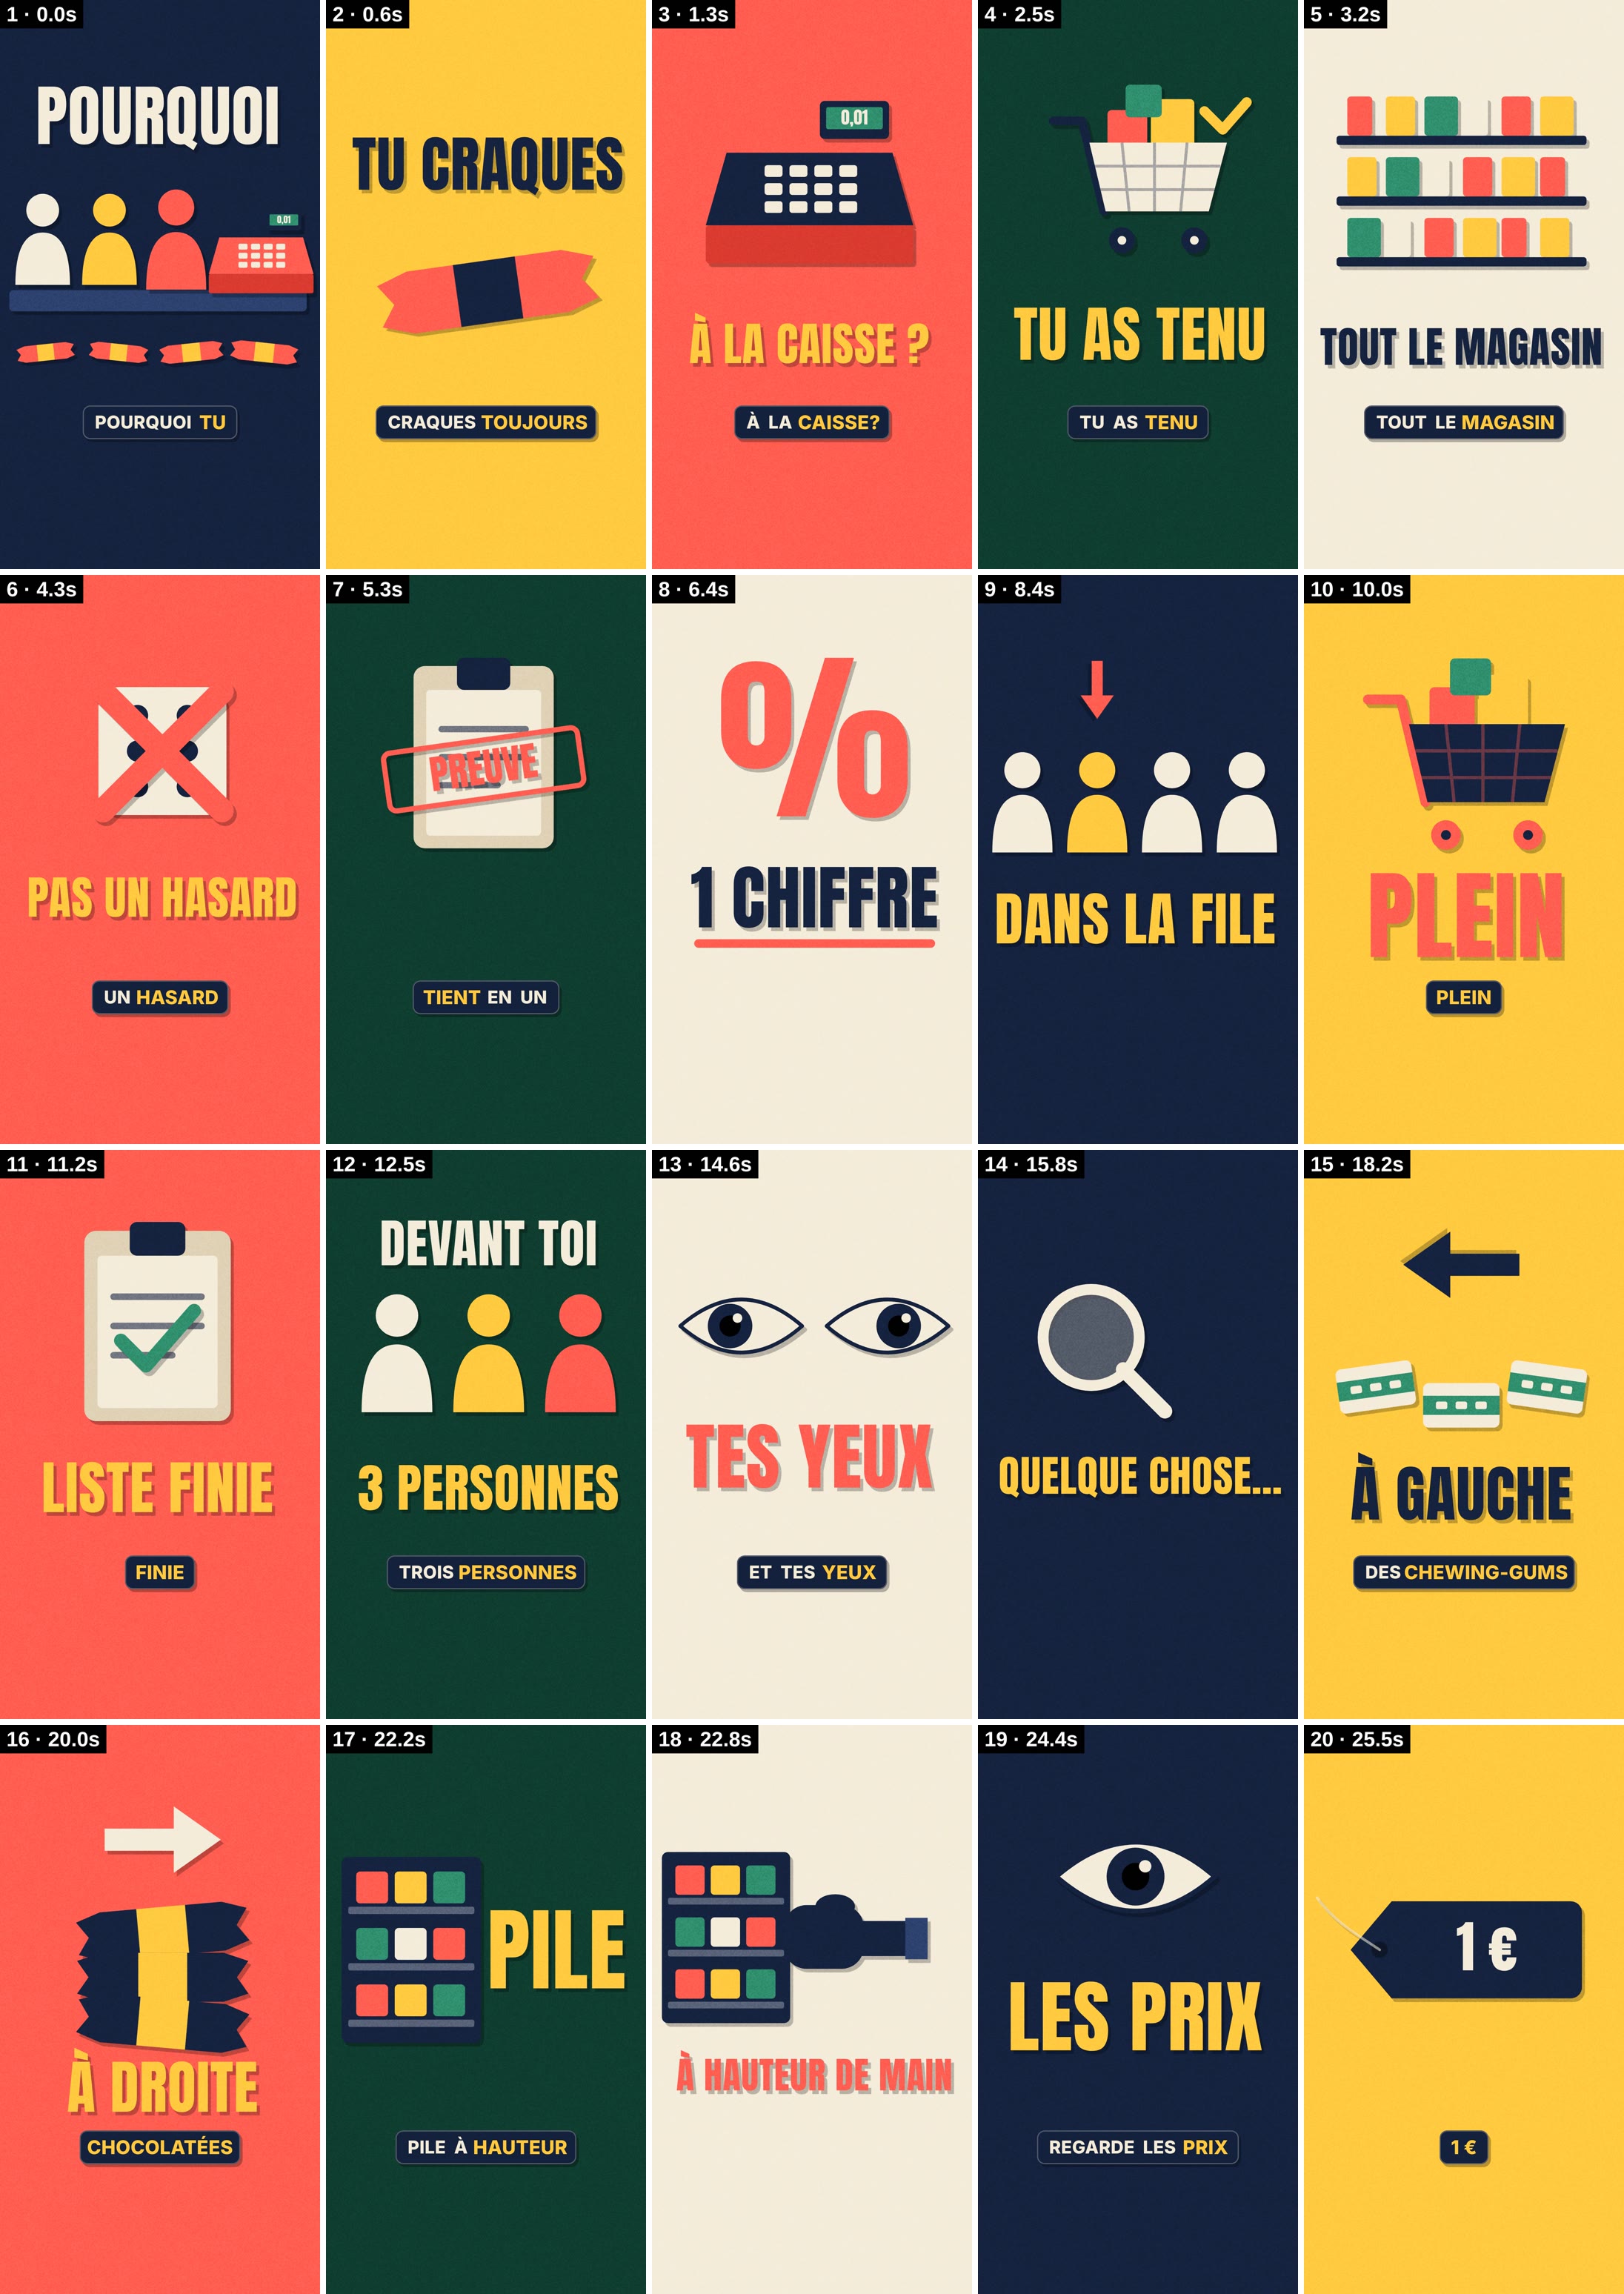 1 · 0.0s
POURQUOI
0,01
POURQUOI TU
2 · 0.6s
TU CRAQUES
CRAQUES TOUJOURS
3 · 1.3s
0,01
À LA CAISSE ?
À LA CAISSE?
4 · 2.5s
TU AS TENU
TU AS TENU
5 · 3.2s
TOUT LE MAGASIN
TOUT LE MAGASIN
6 · 4.3s
PAS UN HASARD
UN HASARD
7 · 5.3s
PREUVE
TIENT EN UN
8 · 6.4s
%
1 CHIFFRE
9 · 8.4s
DANS LA FILE
10 · 10.0s
PLEIN
PLEIN
11 · 11.2s
LISTE FINIE
FINIE
12 · 12.5s
DEVANT TOI
3 PERSONNES
TROIS PERSONNES
13 · 14.6s
TES YEUX
ET TES YEUX
14 · 15.8s
QUELQUE CHOSE...
15 · 18.2s
À GAUCHE
DES CHEWING-GUMS
16 · 20.0s
À DROITE
CHOCOLATÉES
17 · 22.2s
PILE
PILE À HAUTEUR
18 · 22.8s
À HAUTEUR DE MAIN
19 · 24.4s
LES PRIX
REGARDE LES PRIX
20 · 25.5s
1 €
1 €